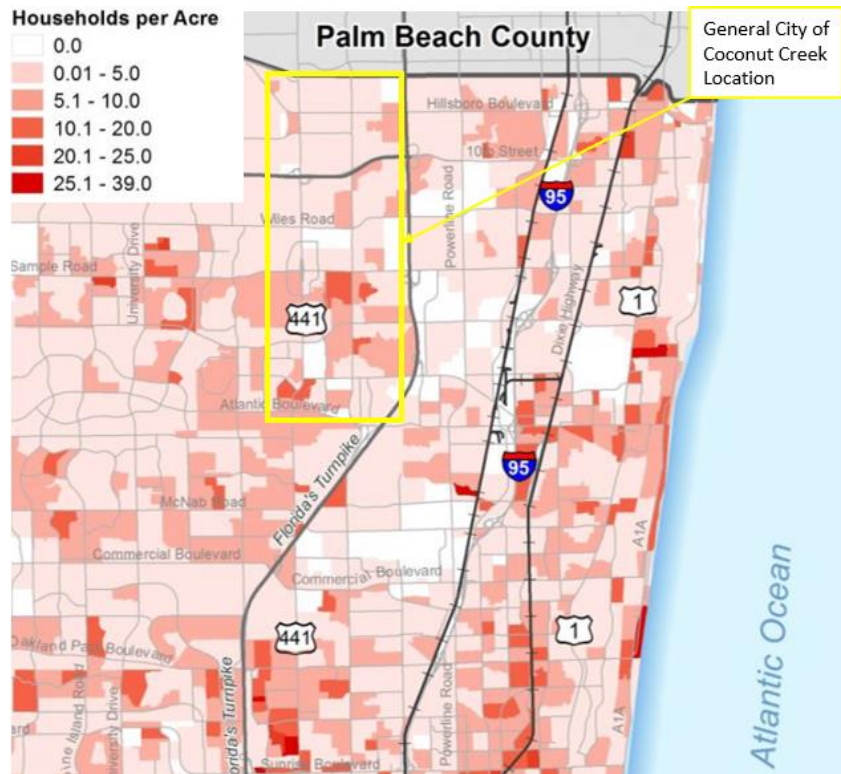 Households per Acre
0.0
0.01 - 5.0
5.1 - 10.0
10.1 - 20.0
20.1 - 25.0
25.1 - 39.0
Palm Beach County
General City of
Coconut Creek
Location
Hillsboro Boulevard
10th Street
95
Powerline Road
Wiles Road
University Drive
Sample Road
441
1
Dixie Highway
Atlantic Boulevard
95
Florida's Turnpike
McNab Road
A1A
Commercial Boulevard
Commercial Boulevard
Atlantic Ocean
441
1
Oakland Park Boulevard
Florida's Turnpike
Powerline Road
A1A
University Drive
Sunrise Boulevard